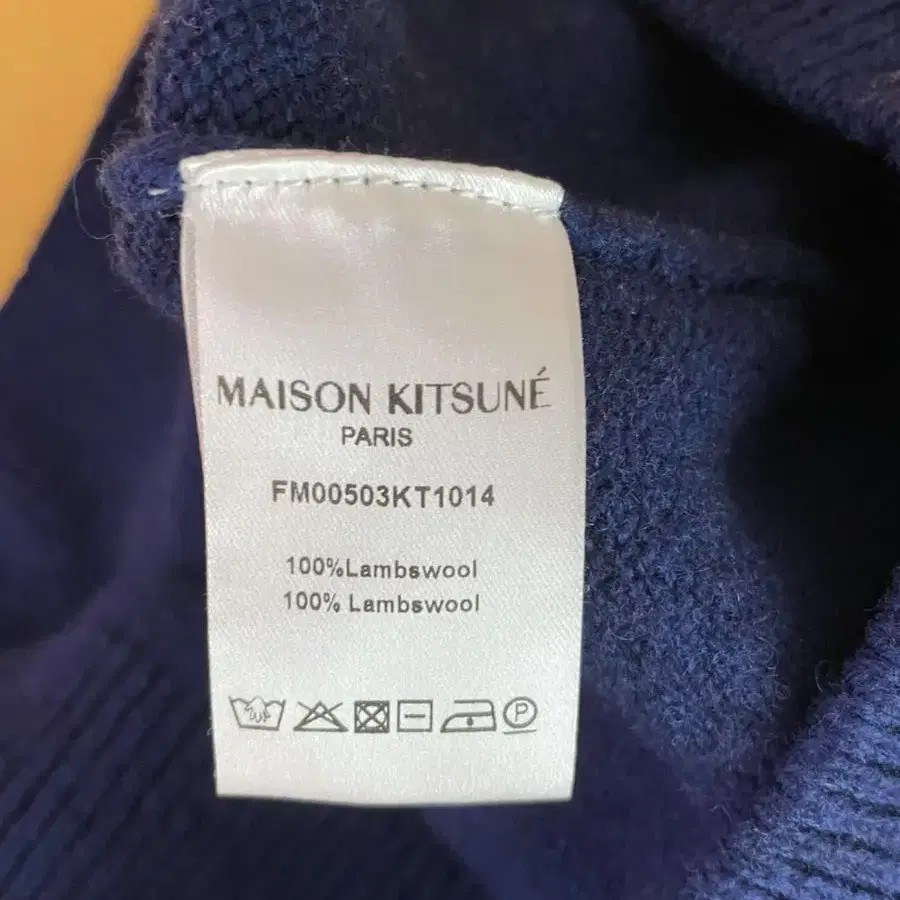 MAISON KITSUNÉ
PARIS
FM00503KT1014
100%Lambswool
100% Lambswool
P